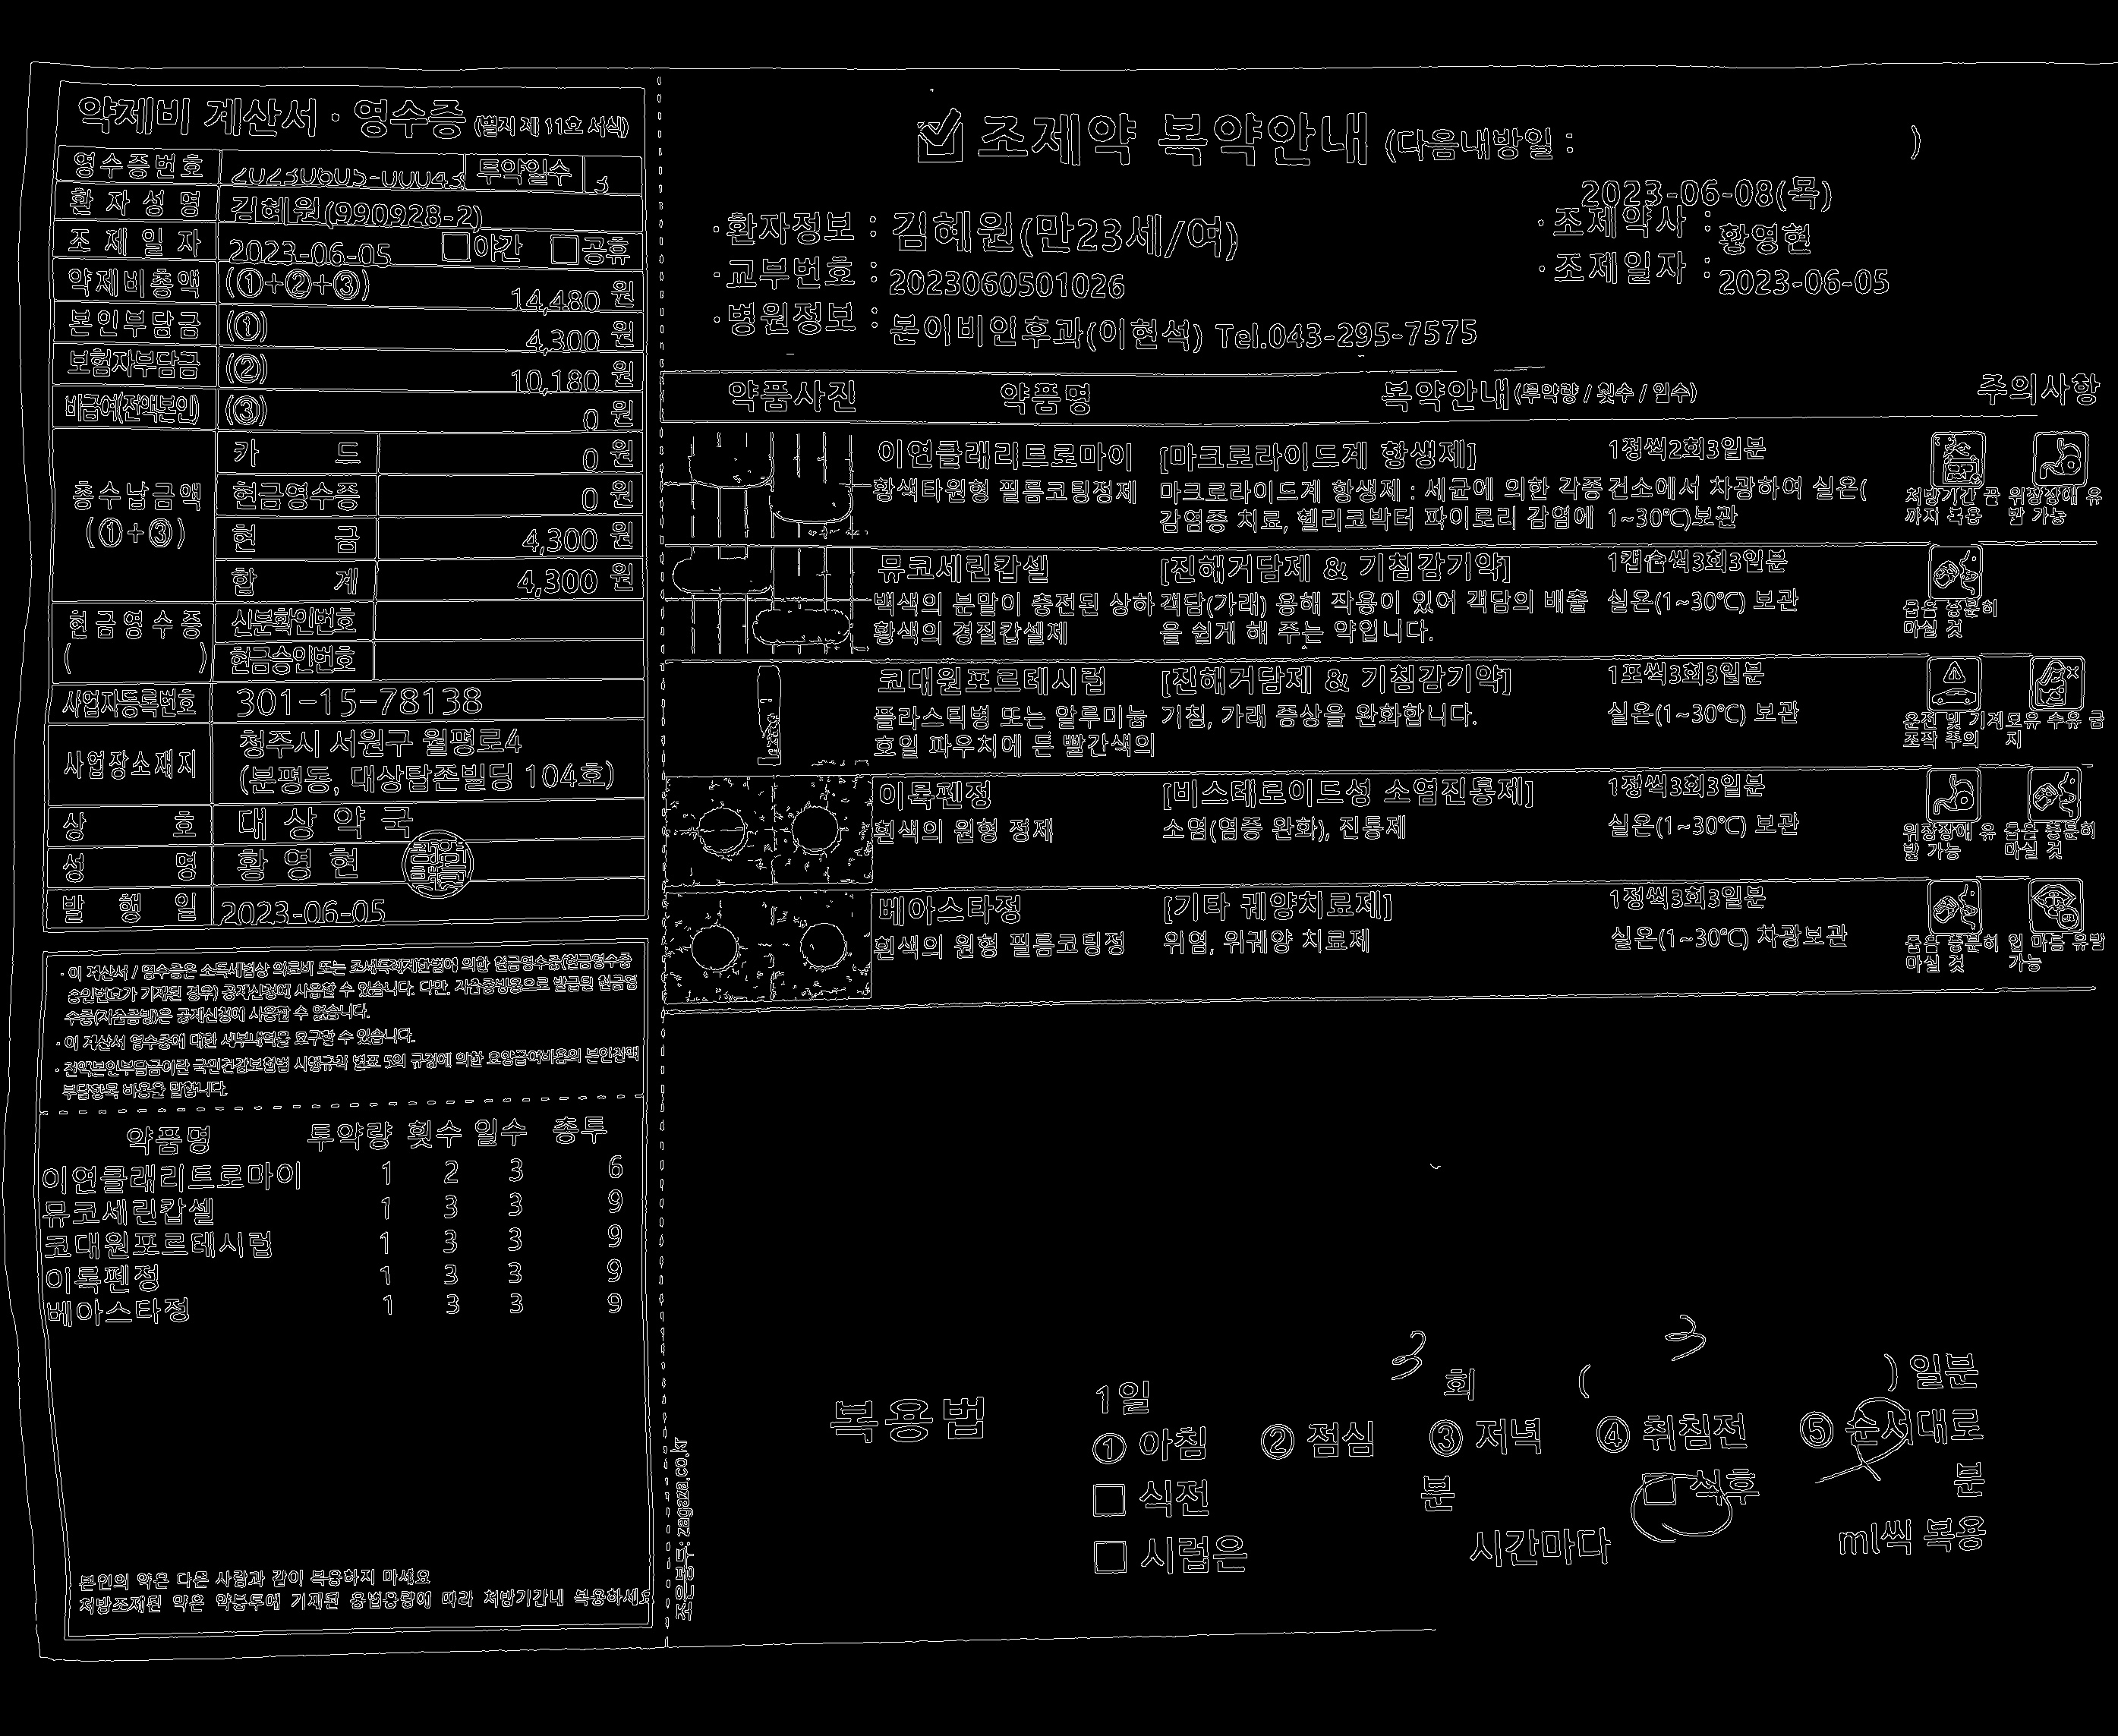 약제비 계산서 · 영수증 (별지 제 11호 서식)
영수증번호 20230605-00043 투약일수 3
환자성명 김혜원(990928-2)
조제일자 2023-06-05 □야간 □공휴
약제비총액 (①+②+③) 14,480 원
본인부담금 (①) 4,300 원
보험자부담금 (②) 10,180 원
비급여(전액본인) (③) 0 원
총수납금액 (①+③)
카드 0 원
현금영수증 0 원
현금 4,300 원
합계 4,300 원
현금영수증 ( )
신분확인번호
현금승인번호
사업자등록번호 301-15-78138
사업장소재지 청주시 서원구 월평로4
(분평동, 대상탑존빌딩 104호)
상호 대상약국
성명 황영현
발행일 2023-06-05
· 이 계산서 / 영수증은 소득세법상 의료비 또는 조세특례제한법에 의한 현금영수증(현금영수증
승인번호가 기재된 경우) 공제신청에 사용할 수 있습니다. 다만, 지출증빙용으로 발급된 현금영
수증(지출증빙)은 공제신청에 사용할 수 없습니다.
· 이 계산서 영수증에 대한 세부내역을 요구할 수 있습니다.
· 전액본인부담금이란 국민건강보험법 시행규칙 별표 5의 규정에 의한 요양급여비용의 본인전액
부담항목 비용을 말합니다.
약품명 투약량 횟수 일수 총투
이연클래리트로마이 1 2 3 6
뮤코세린캅셀 1 3 3 9
코대원포르테시럽 1 3 3 9
이록펜정 1 3 3 9
베아스타정 1 3 3 9
본인의 약은 다른 사람과 같이 복용하지 마세요
처방조제된 약은 약봉투에 기재된 용법용량에 따라 처방기간내 복용하세요
조은봉투: zagaza.co.kr
조제약 복약안내 (다음내방일 : )
2023-06-08(목)
· 환자정보 : 김혜원(만23세/여)
· 조제약사 : 황영현
· 교부번호 : 2023060501026
· 조제일자 : 2023-06-05
· 병원정보 : 본이비인후과(이현석) Tel.043-295-7575
약품사진 약품명 복약안내(투약량 / 횟수 / 일수) 주의사항
이연클래리트로마이 [마크로라이드계 항생제] 1정씩2회3일분
황색타원형 필름코팅정제 마크로라이드계 항생제 : 세균에 의한 각종 건소에서 차광하여 실온( 처방기간 끝 위장장애 유
감염증 치료, 헬리코박터 파이로리 감염에 1~30℃)보관 까지 복용 발 가능
뮤코세린캅셀 [진해거담제 & 기침감기약] 1캡슐씩3회3일분
백색의 분말이 충전된 상하 객담(가래) 용해 작용이 있어 객담의 배출 실온(1~30℃) 보관 물은 충분히
황색의 경질캅셀제 을 쉽게 해 주는 약입니다. 마실 것
코대원포르테시럽 [진해거담제 & 기침감기약] 1포씩3회3일분
플라스틱병 또는 알루미늄 기침, 가래 증상을 완화합니다. 실온(1~30℃) 보관 운전 및 기계 모유 수유 금
호일 파우치에 든 빨간색의 조작 주의 지
이록펜정 [비스테로이드성 소염진통제] 1정씩3회3일분
흰색의 원형 정제 소염(염증 완화), 진통제 실온(1~30℃) 보관 위장장애 유 물은 충분히
발 가능 마실 것
베아스타정 [기타 궤양치료제] 1정씩3회3일분
흰색의 원형 필름코팅정 위염, 위궤양 치료제 실온(1~30℃) 차광보관 물은 충분히 입 마름 유발
마실 것 가능
복용법 1일 3 회 ( 3 ) 일분
① 아침 ② 점심 ③ 저녁 ④ 취침전 ⑤ 순서대로
□ 식전 분 □ 식후 분
□ 시럽은 시간마다 ml씩 복용